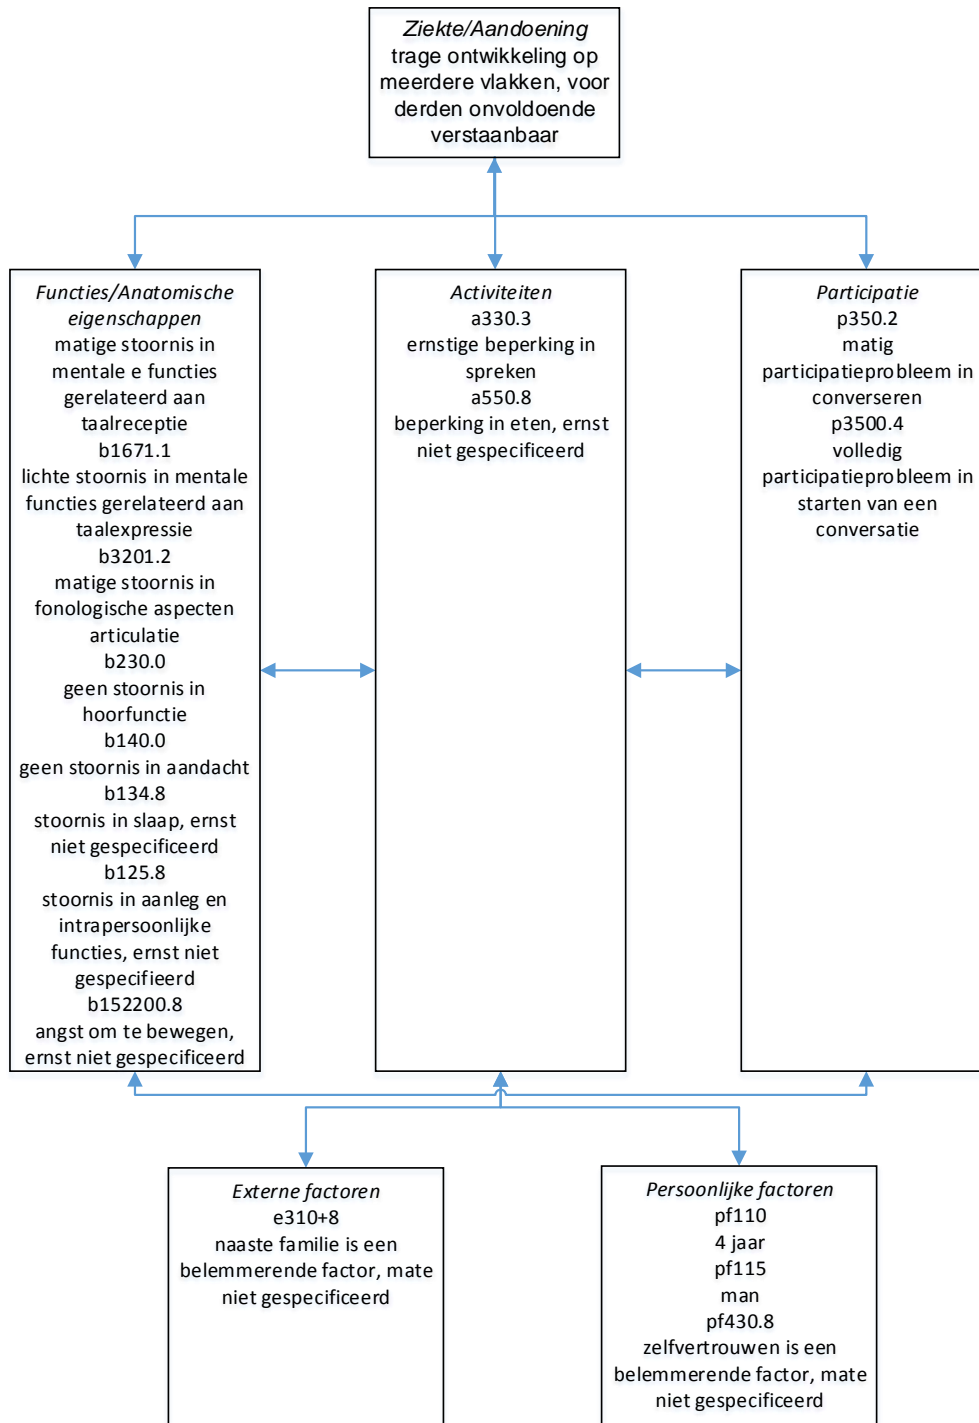 Ziekte/Aandoening
trage ontwikkeling op
meerdere vlakken, voor
derden onvoldoende
verstaanbaar
Functies/Anatomische
eigenschappen
matige stoornis in
mentale e functies
gerelateerd aan
taalreceptie
b1671.1
lichte stoornis in mentale
functies gerelateerd aan
taalexpressie
b3201.2
matige stoornis in
fonologische aspecten
articulatie
b230.0
geen stoornis in
hoorfunctie
b140.0
geen stoornis in aandacht
b134.8
stoornis in slaap, ernst
niet gespecificeerd
b125.8
stoornis in aanleg en
intrapersoonlijke
functies, ernst niet
gespecifieerd
b152200.8
angst om te bewegen,
ernst niet gespecificeerd
Activiteiten
a330.3
ernstige beperking in
spreken
a550.8
beperking in eten, ernst
niet gespecificeerd
Participatie
p350.2
matig
participatieprobleem in
converseren
p3500.4
volledig
participatieprobleem in
starten van een
conversatie
Externe factoren
e310+8
naaste familie is een
belemmerende factor, mate
niet gespecificeerd
Persoonlijke factoren
pf110
4 jaar
pf115
man
pf430.8
zelfvertrouwen is een
belemmerende factor, mate
niet gespecificeerd